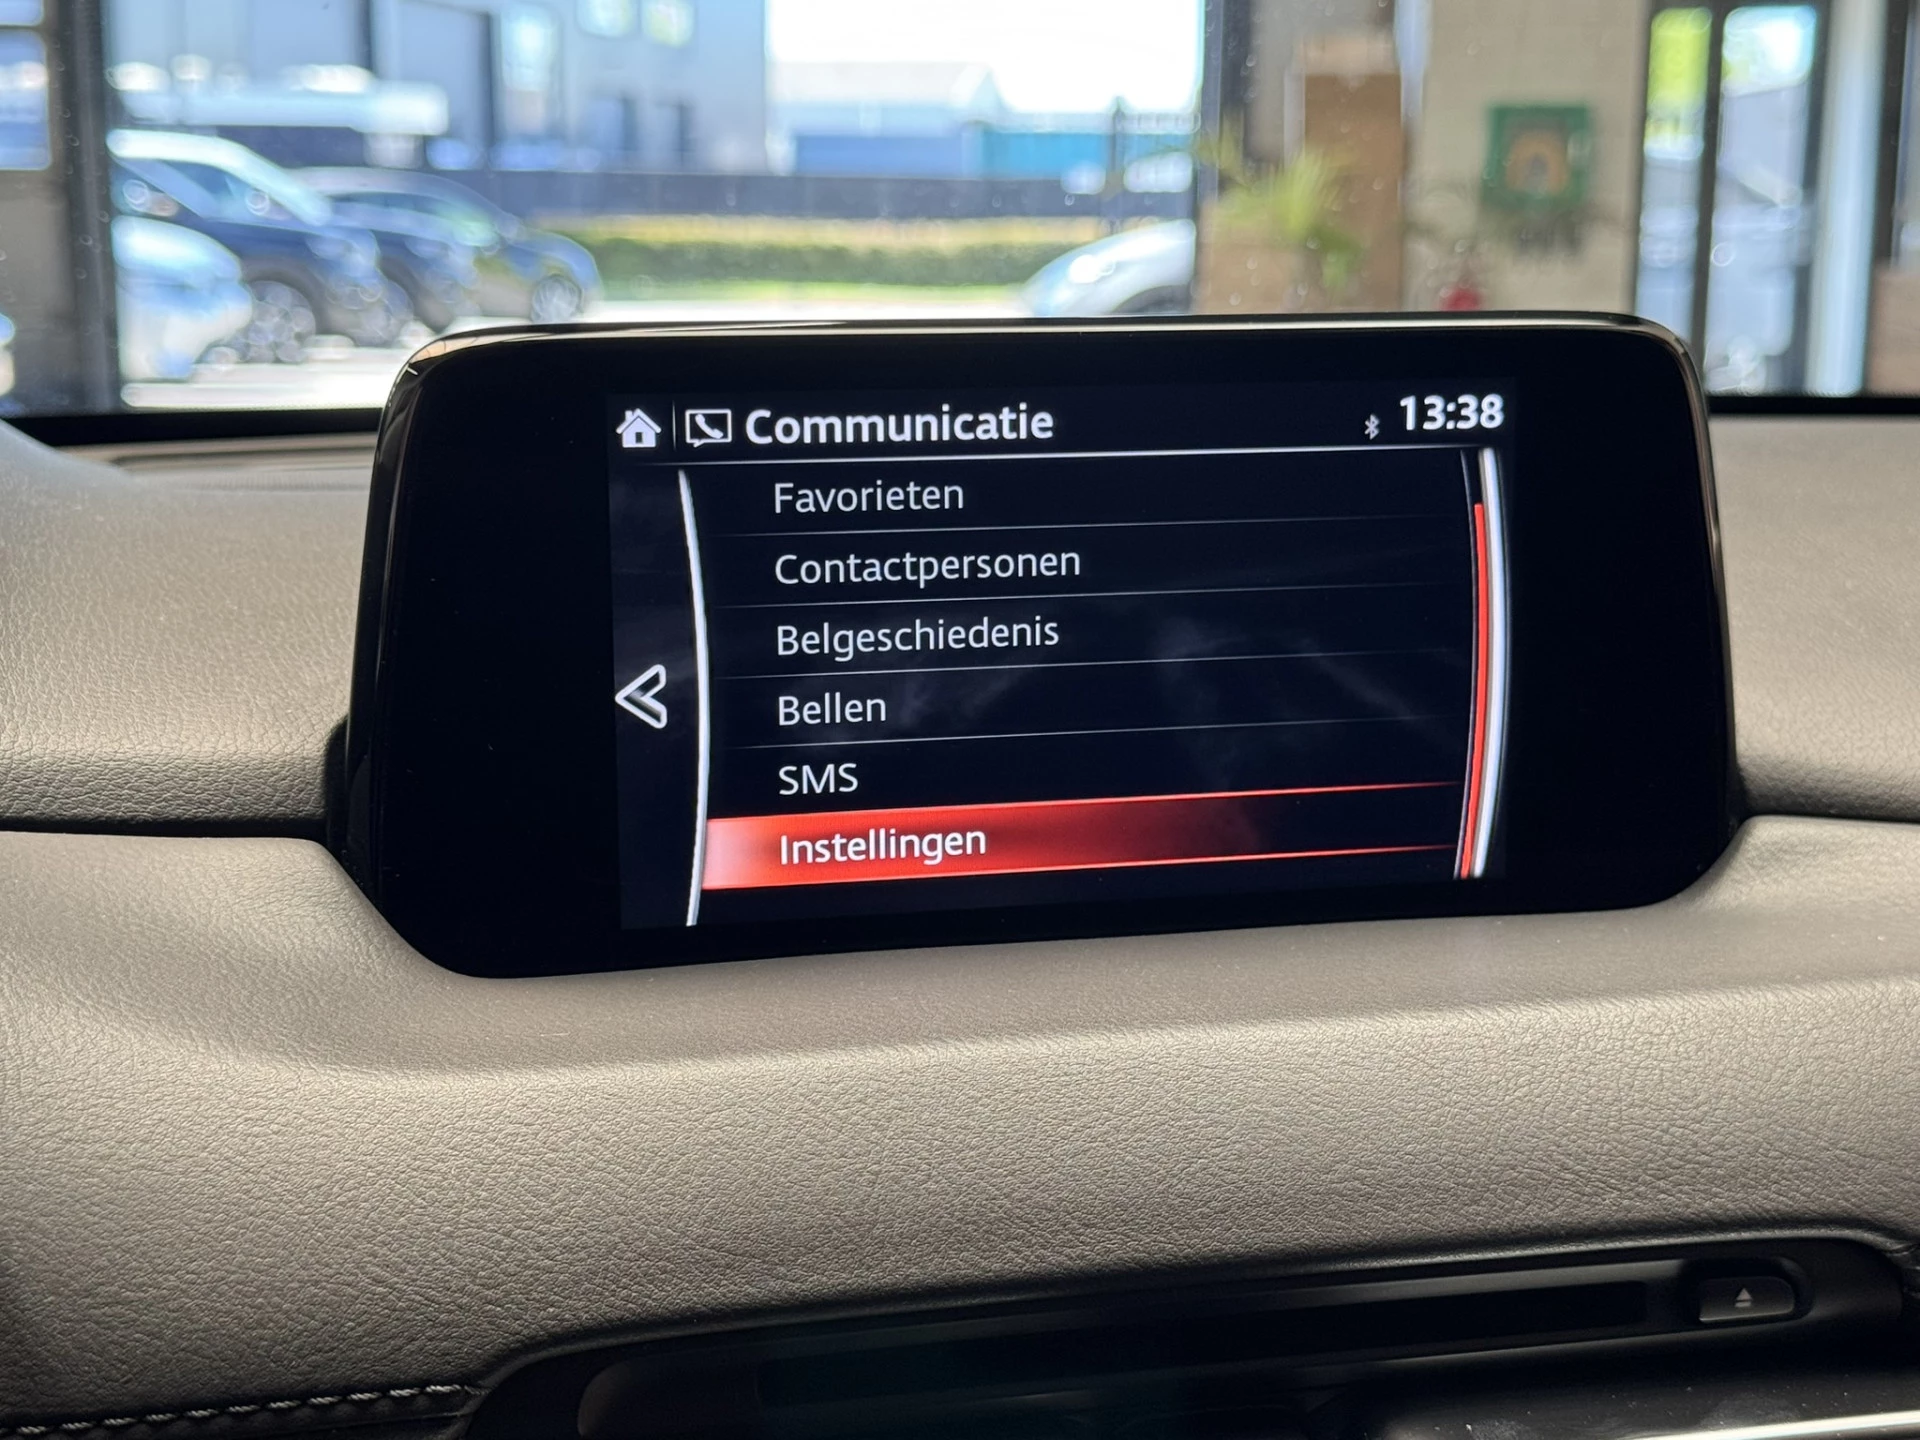 Communicatie 13:38
Favorieten
Contactpersonen
Belgeschiedenis
Bellen
SMS
Instellingen